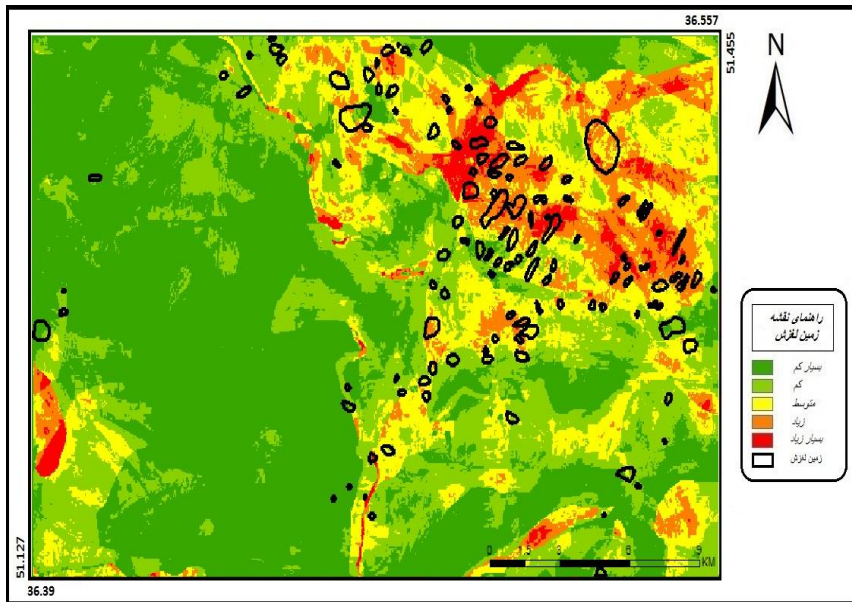 36.557
51.455
N
راهنمای نقشه
زمین لغزش
بسیار کم
کم
متوسط
زیاد
بسیار زیاد
زمین لغزش
0 1.5 3 6 9
KM
51.127
36.39